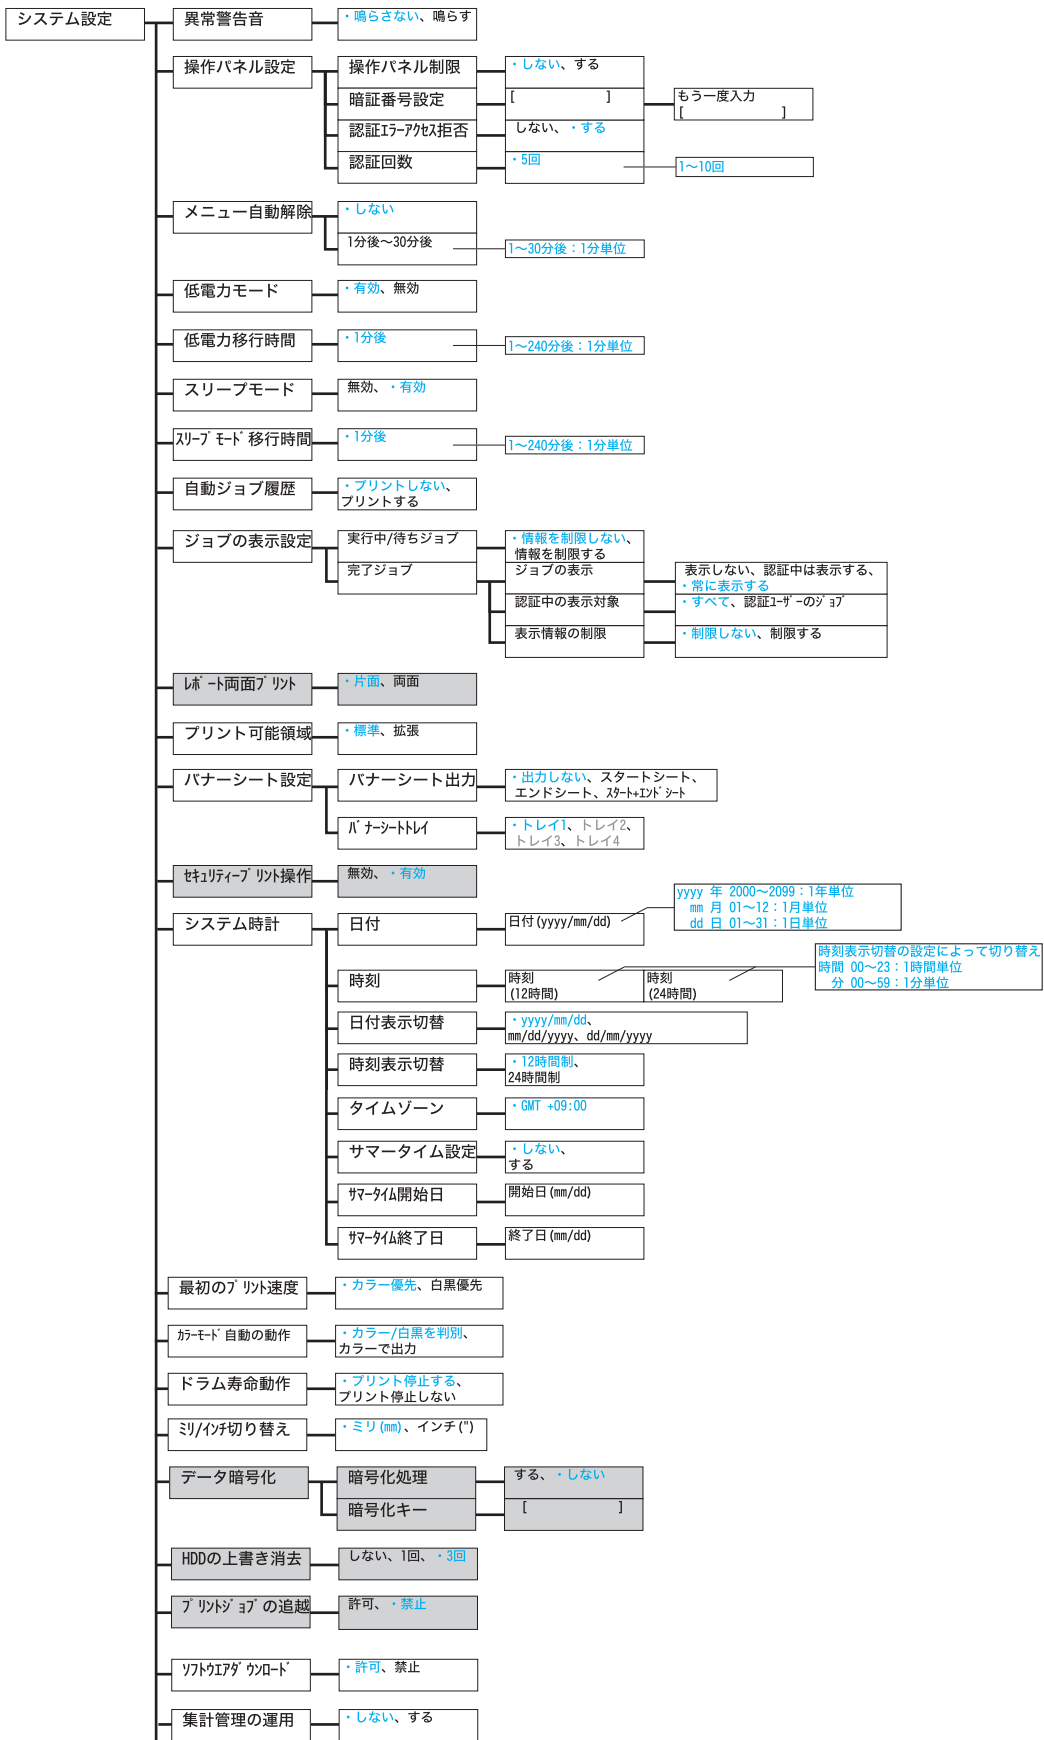 システム設定
異常警告音
・鳴らさない、鳴らす
操作パネル設定
操作パネル制限
・しない、する
暗証番号設定
[ ]
もう一度入力
[ ]
認証ｴﾗｰｱｸｾｽ拒否
しない、・する
認証回数
・5回
1～10回
メニュー自動解除
・しない
1分後～30分後
1～30分後：1分単位
低電力モード
・有効、無効
低電力移行時間
・1分後
1～240分後：1分単位
スリープモード
無効、・有効
ｽﾘｰﾌﾟﾓｰﾄﾞ移行時間
・1分後
1～240分後：1分単位
自動ジョブ履歴
・プリントしない、
プリントする
ジョブの表示設定
実行中/待ちジョブ
・情報を制限しない、
情報を制限する
完了ジョブ
ジョブの表示
表示しない、認証中は表示する、
・常に表示する
認証中の表示対象
・すべて、認証ﾕｰｻﾞｰのｼﾞｮﾌﾞ
表示情報の制限
・制限しない、制限する
ﾚﾎﾟｰﾄ両面ﾌﾟﾘﾝﾄ
・片面、両面
プリント可能領域
・標準、拡張
バナーシート設定
バナーシート出力
・出力しない、スタートシート、
エンドシート、ｽﾀｰﾄ+ｴﾝﾄﾞｼｰﾄ
ﾊﾞﾅｰｼｰﾄﾄﾚｲ
・トレイ1、トレイ2、
トレイ3、トレイ4
ｾｷｭﾘﾃｨｰﾌﾟﾘﾝﾄ操作
無効、・有効
システム時計
日付
日付(yyyy/mm/dd)
yyyy 年 2000～2099：1年単位
mm 月 01～12：1月単位
dd 日 01～31：1日単位
時刻
時刻
(12時間)
時刻
(24時間)
時刻表示切替の設定によって切り替え
時間 00～23：1時間単位
分 00～59：1分単位
日付表示切替
・yyyy/mm/dd、
mm/dd/yyyy、dd/mm/yyyy
時刻表示切替
・12時間制、
24時間制
タイムゾーン
・GMT +09:00
サマータイム設定
・しない、
する
ｻﾏｰﾀｲﾑ開始日
開始日(mm/dd)
ｻﾏｰﾀｲﾑ終了日
終了日(mm/dd)
最初のﾌﾟﾘﾝﾄ速度
・カラー優先、白黒優先
ｶﾗｰﾓｰﾄﾞ自動の動作
・カラー/白黒を判別、
カラーで出力
ドラム寿命動作
・プリント停止する、
プリント停止しない
ﾐﾘ/ｲﾝﾁ切り替え
・ミリ(mm)、インチ(")
データ暗号化
暗号化処理
する、・しない
暗号化キー
[ ]
HDDの上書き消去
しない、1回、・3回
ﾌﾟﾘﾝﾄｼﾞｮﾌﾞの追越
許可、・禁止
ｿﾌﾄｳｴｱﾀﾞｳﾝﾛｰﾄﾞ
・許可、禁止
集計管理の運用
・しない、する